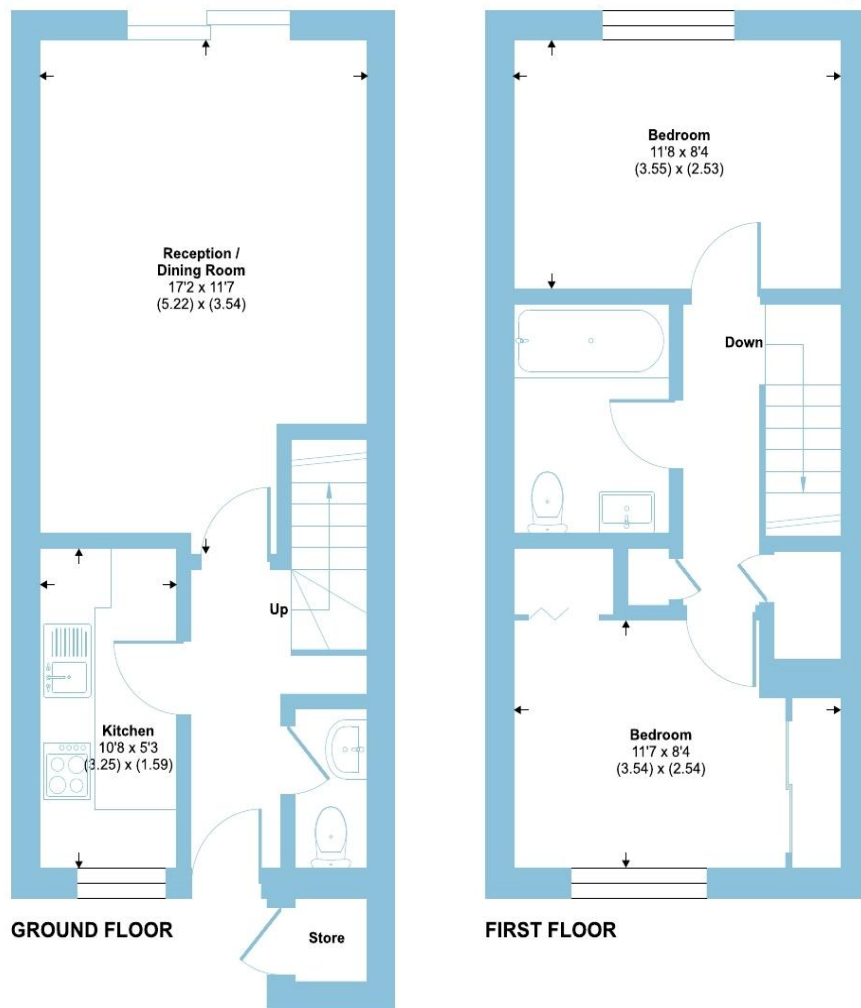 Reception /
Dining Room
17'2 x 11'7
(5.22) x (3.54)
Up
Kitchen
10'8 x 5'3
(3.25) x (1.59)
Store
GROUND FLOOR
Bedroom
11'8 x 8'4
(3.55) x (2.53)
Down
Bedroom
11'7 x 8'4
(3.54) x (2.54)
FIRST FLOOR